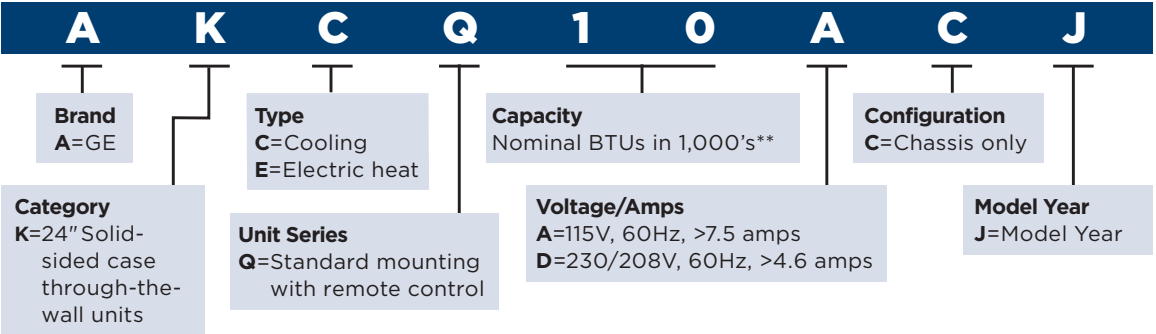 A K C Q 1 0 A C J
Brand
A=GE
Type
C=Cooling
E=Electric heat
Capacity
Nominal BTUs in 1,000’s**
Configuration
C=Chassis only
Category
K=24" Solid-
sided case
through-the-
wall units
Unit Series
Q=Standard mounting
with remote control
Voltage/Amps
A=115V, 60Hz, >7.5 amps
D=230/208V, 60Hz, >4.6 amps
Model Year
J=Model Year